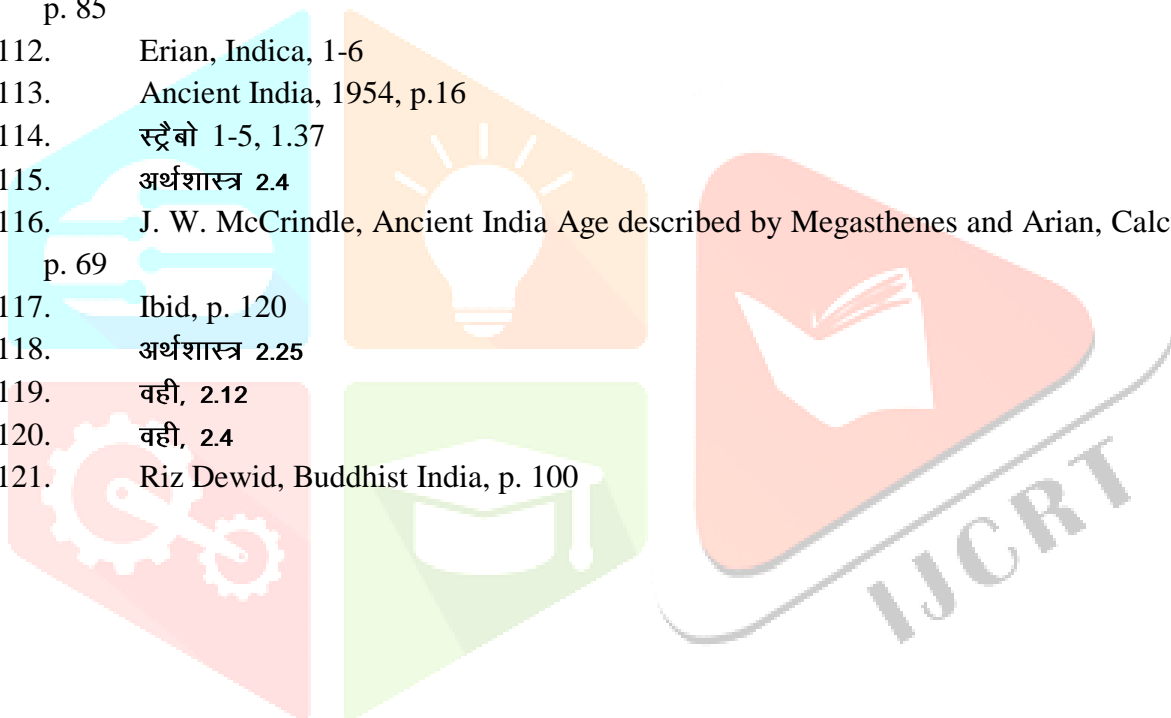 p. 85
112. Erian, Indica, 1-6
113. Ancient India, 1954, p.16
114. स्ट्रैबो 1-5, 1.37
115. अर्थशास्त्र 2.4
116. J. W. McCrindle, Ancient India Age described by Megasthenes and Arian, Calc
p. 69
117. Ibid, p. 120
118. अर्थशास्त्र 2.25
119. वही, 2.12
120. वही, 2.4
121. Riz Dewid, Buddhist India, p. 100
IJCRT